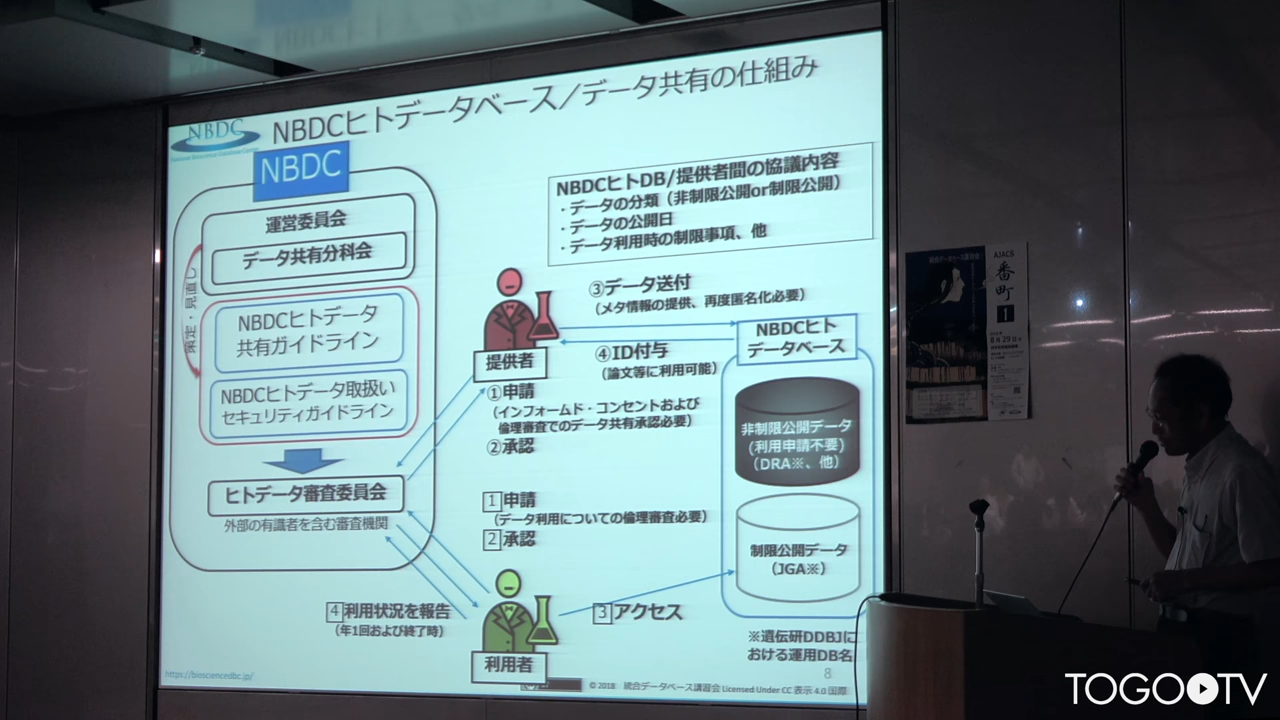 NBDC
NBDCヒトデータベース／データ共有の仕組み
NBDC
運営委員会
データ共有分科会
策定・見直し
NBDCヒトデータ
共有ガイドライン
NBDCヒトデータ取扱い
セキュリティガイドライン
ヒトデータ審査委員会
外部の有識者を含む審査機関
NBDCヒトDB/提供者間の協議内容
・データの分類（非制限公開or制限公開）
・データの公開日
・データ利用時の制限事項、他
③データ送付
（メタ情報の提供、再度匿名化必要）
提供者
④ID付与
（論文等に利用可能）
NBDCヒト
データベース
①申請
（インフォームド・コンセントおよび
倫理審査でのデータ共有承認必要）
②承認
非制限公開データ
(利用申請不要)
（DRA※、他）
1 申請
（データ利用についての倫理審査必要）
2 承認
制限公開データ
（JGA※）
4 利用状況を報告
（年1回および終了時）
3 アクセス
利用者
※遺伝研DDBJに
おける運用DB名
https://biosciencedbc.jp/
8
© 2018 統合データベース講習会 Licensed Under CC 表示 4.0 国際
統合データベース講習会
AJACS
番町
1
8月29日
TOGO TV